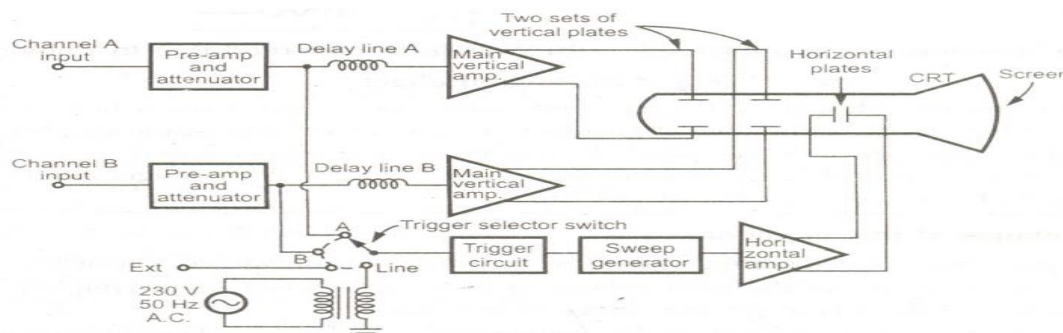 Two sets of
vertical plates
Channel A
input
Pre-amp
and
attenuator
Delay line A
Main
vertical
amp.
Horizontal
plates
CRT
Screen
Channel B
input
Pre-amp
and
attenuator
Delay line B
Main
vertical
amp.
A
Trigger selector switch
B
Ext
Line
Trigger
circuit
Sweep
generator
Hori
zontal
amp.
230 V
50 Hz
A.C.